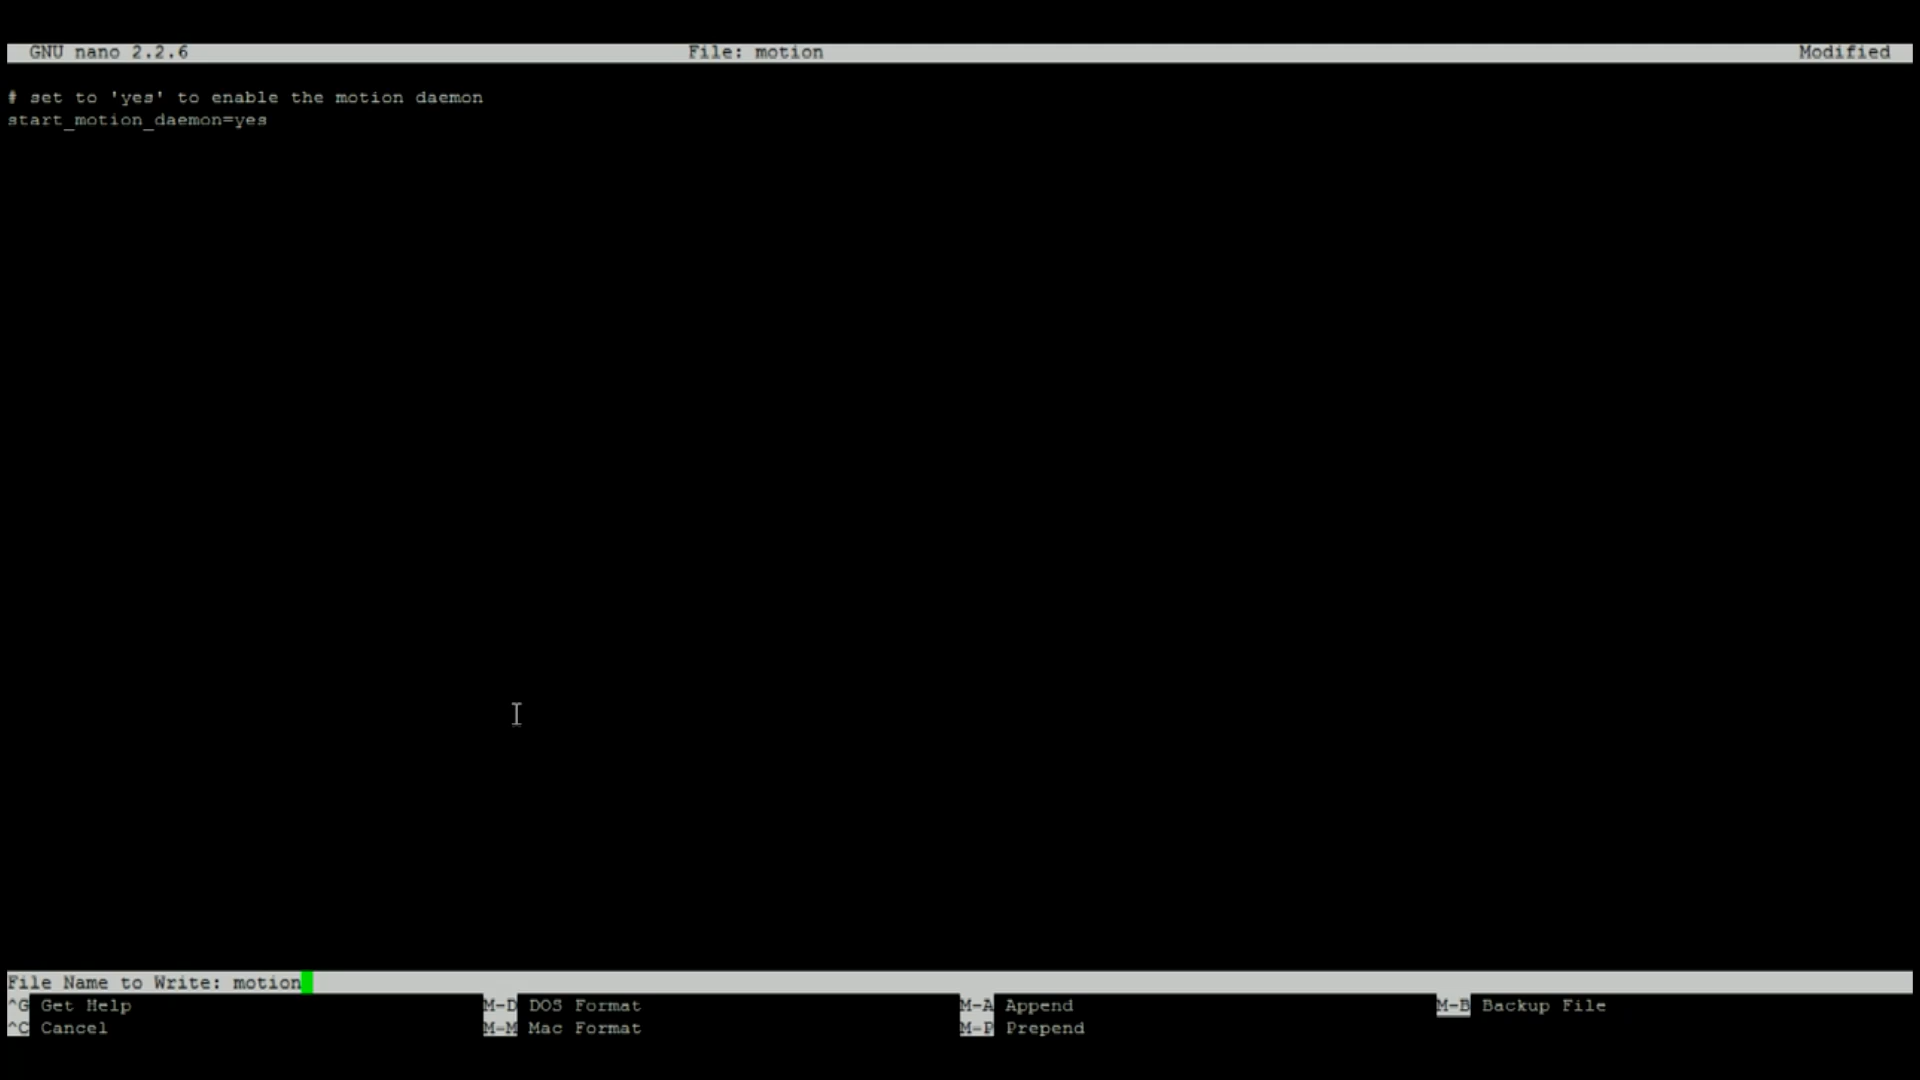 GNU nano 2.2.6 File: motion Modified
# set to 'yes' to enable the motion daemon
start_motion_daemon=yes
File Name to Write: motion
^G Get Help M-D DOS Format M-A Append M-B Backup File
^C Cancel M-M Mac Format M-P Prepend